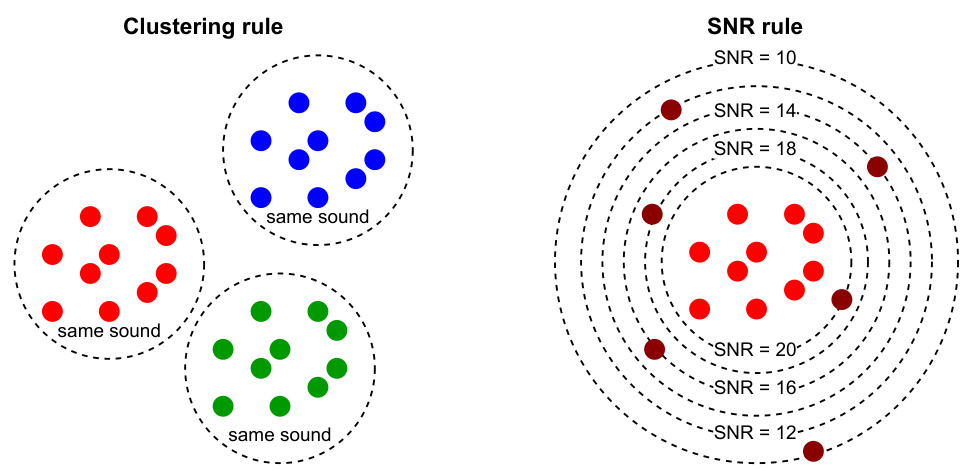 Clustering rule
same sound
same sound
same sound
SNR rule
SNR = 10
SNR = 14
SNR = 18
SNR = 20
SNR = 16
SNR = 12